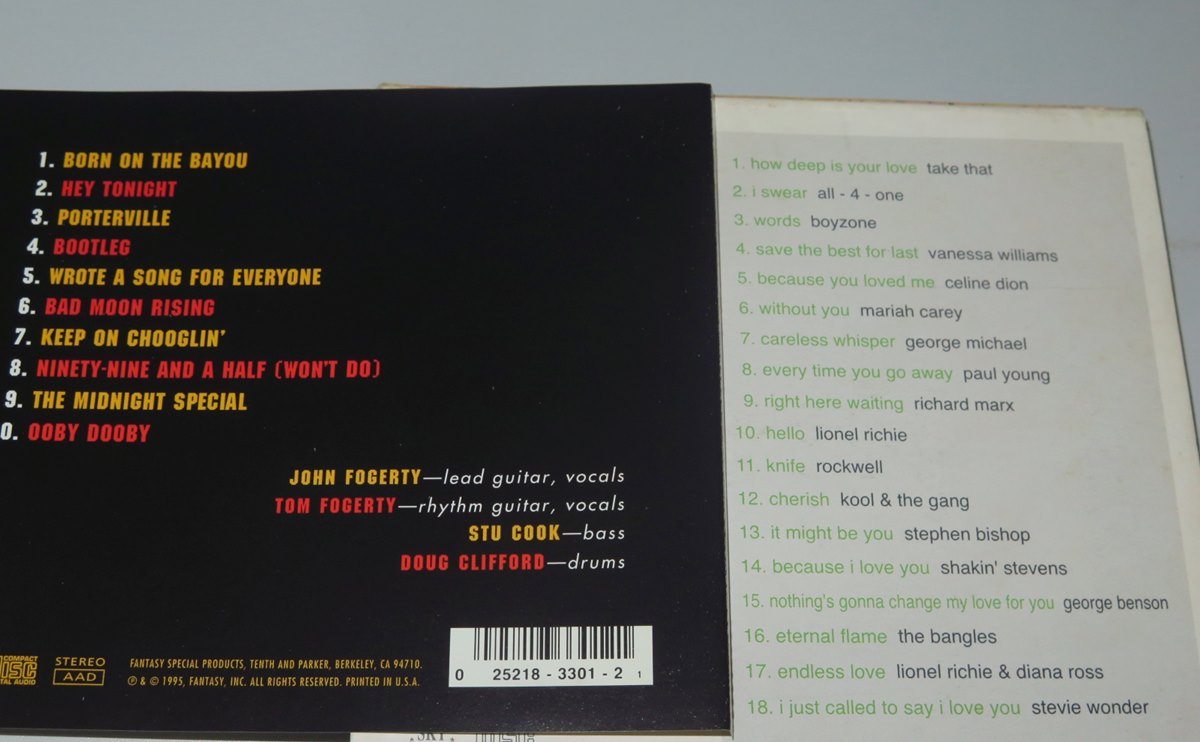 1. BORN ON THE BAYOU
2. HEY TONIGHT
3. PORTERVILLE
4. BOOTLEG
5. WROTE A SONG FOR EVERYONE
6. BAD MOON RISING
7. KEEP ON CHOOGLIN'
8. NINETY-NINE AND A HALF (WON'T DO)
9. THE MIDNIGHT SPECIAL
0. OOBY DOOBY
JOHN FOGERTY—lead guitar, vocals
TOM FOGERTY—rhythm guitar, vocals
STU COOK—bass
DOUG CLIFFORD—drums
COMPACT
DISC
TAL AUDIO
STEREO
AAD
FANTASY SPECIAL PRODUCTS, TENTH AND PARKER, BERKELEY, CA 94710.
℗ & © 1995, FANTASY, INC. ALL RIGHTS RESERVED. PRINTED IN U.S.A.
0 25218-3301-2 1
1. how deep is your love take that
2. i swear all - 4 - one
3. words boyzone
4. save the best for last vanessa williams
5. because you loved me celine dion
6. without you mariah carey
7. careless whisper george michael
8. every time you go away paul young
9. right here waiting richard marx
10. hello lionel richie
11. knife rockwell
12. cherish kool & the gang
13. it might be you stephen bishop
14. because i love you shakin' stevens
15. nothing's gonna change my love for you george benson
16. eternal flame the bangles
17. endless love lionel richie & diana ross
18. i just called to say i love you stevie wonder